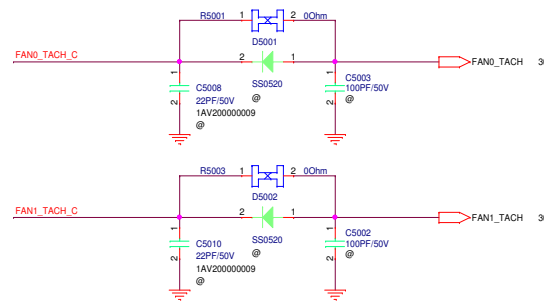 R5001 1 2 0Ohm
D5001
FAN0_TACH_C 2 1 FAN0_TACH 3
1 C5008 SS0520 1 C5003
2 22PF/50V @ 2 100PF/50V
1AV200000009 @
@
R5003 1 2 0Ohm
D5002
FAN1_TACH_C 2 1 FAN1_TACH 3
1 C5010 SS0520 1 C5002
2 22PF/50V @ 2 100PF/50V
1AV200000009 @
@